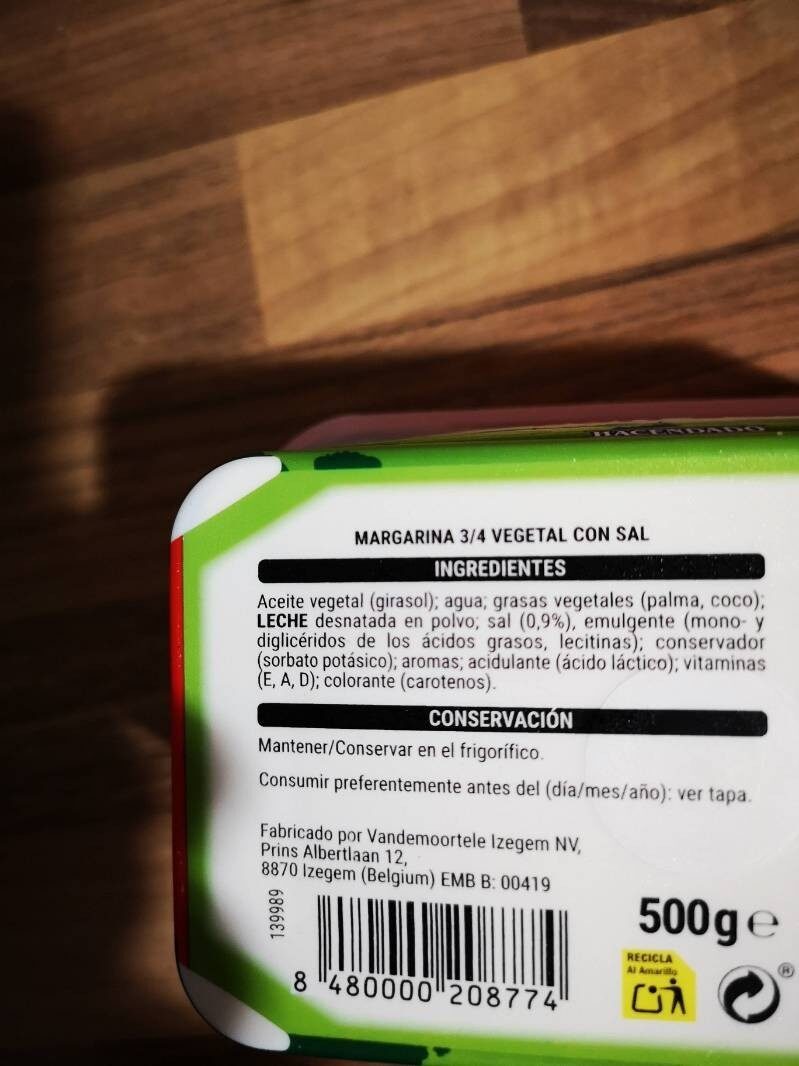 HACENDADO
MARGARINA 3/4 VEGETAL CON SAL
INGREDIENTES
Aceite vegetal (girasol); agua; grasas vegetales (palma, coco);
LECHE desnatada en polvo; sal (0,9%), emulgente (mono- y
diglicéridos de los ácidos grasos, lecitinas); conservador
(sorbato potásico); aromas; acidulante (ácido láctico); vitaminas
(E, A, D); colorante (carotenos).
CONSERVACIÓN
Mantener/Conservar en el frigorífico.
Consumir preferentemente antes del (día/mes/año): ver tapa.
Fabricado por Vandemoortele Izegem NV,
Prins Albertlaan 12,
8870 Izegem (Belgium) EMB B: 00419
139989
8 480000 208774
500g e
RECICLA
Al Amarillo
®